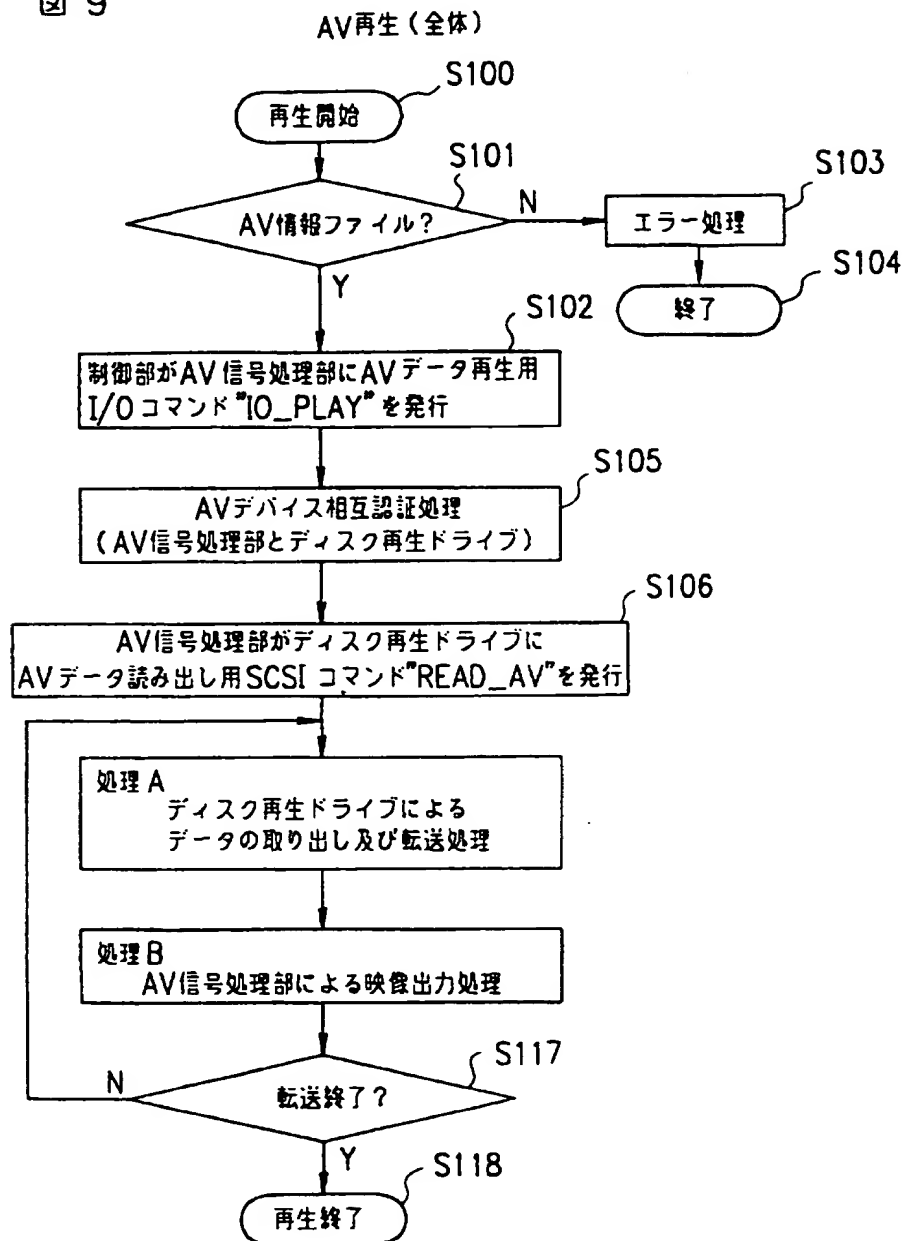 図 9
AV再生(全体)
S100
再生開始
S101
AV情報ファイル?
N
S103
エラー処理
Y
S104
終了
S102
制御部がAV信号処理部にAVデータ再生用
I/Oコマンド"IO_PLAY"を発行
S105
AVデバイス相互認証処理
(AV信号処理部とディスク再生ドライブ)
S106
AV信号処理部がディスク再生ドライブに
AVデータ読み出し用SCSIコマンド"READ_AV"を発行
処理A
ディスク再生ドライブによる
データの取り出し及び転送処理
処理B
AV信号処理部による映像出力処理
S117
N
転送終了?
Y
S118
再生終了